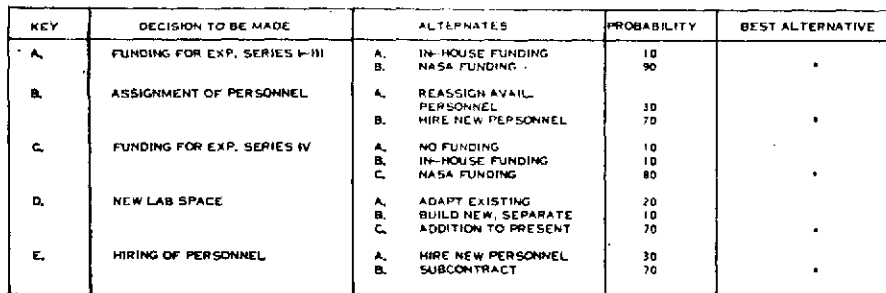 KEY DECISION TO BE MADE ALTERNATES PROBABILITY BEST ALTERNATIVE
A. FUNDING FOR EXP. SERIES I-III A. IN-HOUSE FUNDING 10
B. NASA FUNDING 90 *
B. ASSIGNMENT OF PERSONNEL A. REASSIGN AVAIL.
PERSONNEL 30
B. HIRE NEW PERSONNEL 70 *
C. FUNDING FOR EXP. SERIES IV A. NO FUNDING 10
B. IN-HOUSE FUNDING 10
C. NASA FUNDING 80 *
D. NEW LAB SPACE A. ADAPT EXISTING 20
B. BUILD NEW, SEPARATE 10
C. ADDITION TO PRESENT 70 *
E. HIRING OF PERSONNEL A. HIRE NEW PERSONNEL 30
B. SUBCONTRACT 70 *